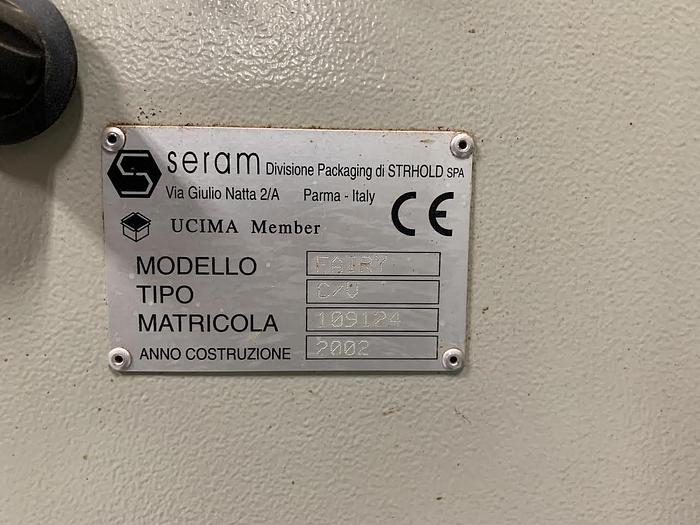 seram Divisione Packaging di STRHOLD SPA
Via Giulio Natta 2/A Parma - Italy
CE
UCIMA Member
MODELLO FAIRY
TIPO C/V
MATRICOLA 109124
ANNO COSTRUZIONE 2002